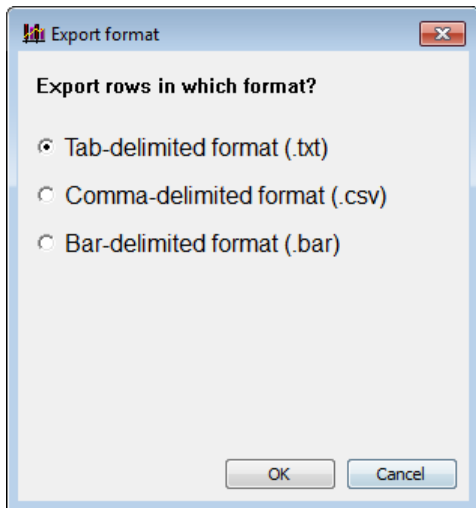 Export format
Export rows in which format?
Tab-delimited format (.txt)
Comma-delimited format (.csv)
Bar-delimited format (.bar)
OK Cancel